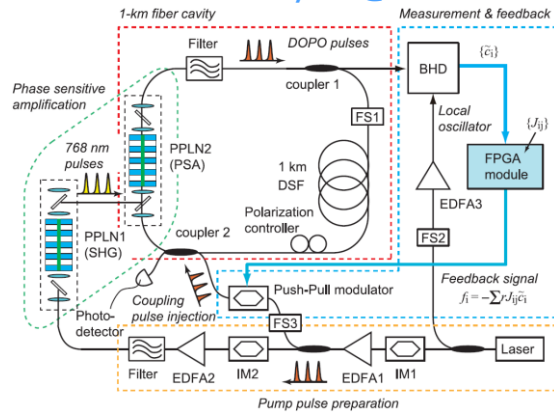 1-km fiber cavity
Measurement & feedback
Filter
DOPO pulses
coupler 1
BHD
{c̃i}
Phase sensitive
amplification
FS1
Local
oscillator
{Jij}
FPGA
module
768 nm
pulses
PPLN2
(PSA)
1 km
DSF
EDFA3
Polarization
controller
FS2
PPLN1
(SHG)
coupler 2
Feedback signal
fi = −∑rJijc̃i
Push-Pull modulator
Photo-
detector
Coupling
pulse injection
FS3
Laser
Filter
EDFA2
IM2
EDFA1
IM1
Pump pulse preparation